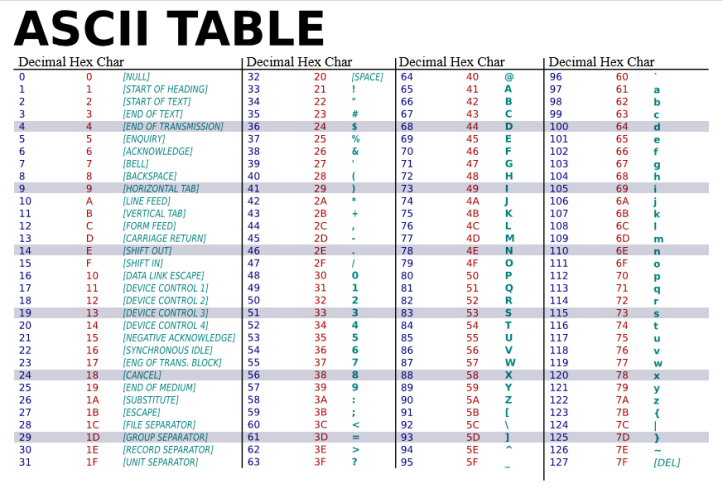 ASCII TABLE
Decimal Hex Char Decimal Hex Char Decimal Hex Char Decimal Hex Char
0 0 [NULL] 32 20 [SPACE] 64 40 @ 96 60 `
1 1 [START OF HEADING] 33 21 ! 65 41 A 97 61 a
2 2 [START OF TEXT] 34 22 " 66 42 B 98 62 b
3 3 [END OF TEXT] 35 23 # 67 43 C 99 63 c
4 4 [END OF TRANSMISSION] 36 24 $ 68 44 D 100 64 d
5 5 [ENQUIRY] 37 25 % 69 45 E 101 65 e
6 6 [ACKNOWLEDGE] 38 26 & 70 46 F 102 66 f
7 7 [BELL] 39 27 ' 71 47 G 103 67 g
8 8 [BACKSPACE] 40 28 ( 72 48 H 104 68 h
9 9 [HORIZONTAL TAB] 41 29 ) 73 49 I 105 69 i
10 A [LINE FEED] 42 2A * 74 4A J 106 6A j
11 B [VERTICAL TAB] 43 2B + 75 4B K 107 6B k
12 C [FORM FEED] 44 2C , 76 4C L 108 6C l
13 D [CARRIAGE RETURN] 45 2D - 77 4D M 109 6D m
14 E [SHIFT OUT] 46 2E . 78 4E N 110 6E n
15 F [SHIFT IN] 47 2F / 79 4F O 111 6F o
16 10 [DATA LINK ESCAPE] 48 30 0 80 50 P 112 70 p
17 11 [DEVICE CONTROL 1] 49 31 1 81 51 Q 113 71 q
18 12 [DEVICE CONTROL 2] 50 32 2 82 52 R 114 72 r
19 13 [DEVICE CONTROL 3] 51 33 3 83 53 S 115 73 s
20 14 [DEVICE CONTROL 4] 52 34 4 84 54 T 116 74 t
21 15 [NEGATIVE ACKNOWLEDGE] 53 35 5 85 55 U 117 75 u
22 16 [SYNCHRONOUS IDLE] 54 36 6 86 56 V 118 76 v
23 17 [ENG OF TRANS. BLOCK] 55 37 7 87 57 W 119 77 w
24 18 [CANCEL] 56 38 8 88 58 X 120 78 x
25 19 [END OF MEDIUM] 57 39 9 89 59 Y 121 79 y
26 1A [SUBSTITUTE] 58 3A : 90 5A Z 122 7A z
27 1B [ESCAPE] 59 3B ; 91 5B [ 123 7B {
28 1C [FILE SEPARATOR] 60 3C < 92 5C \ 124 7C |
29 1D [GROUP SEPARATOR] 61 3D = 93 5D ] 125 7D }
30 1E [RECORD SEPARATOR] 62 3E > 94 5E ^ 126 7E ~
31 1F [UNIT SEPARATOR] 63 3F ? 95 5F _ 127 7F [DEL]